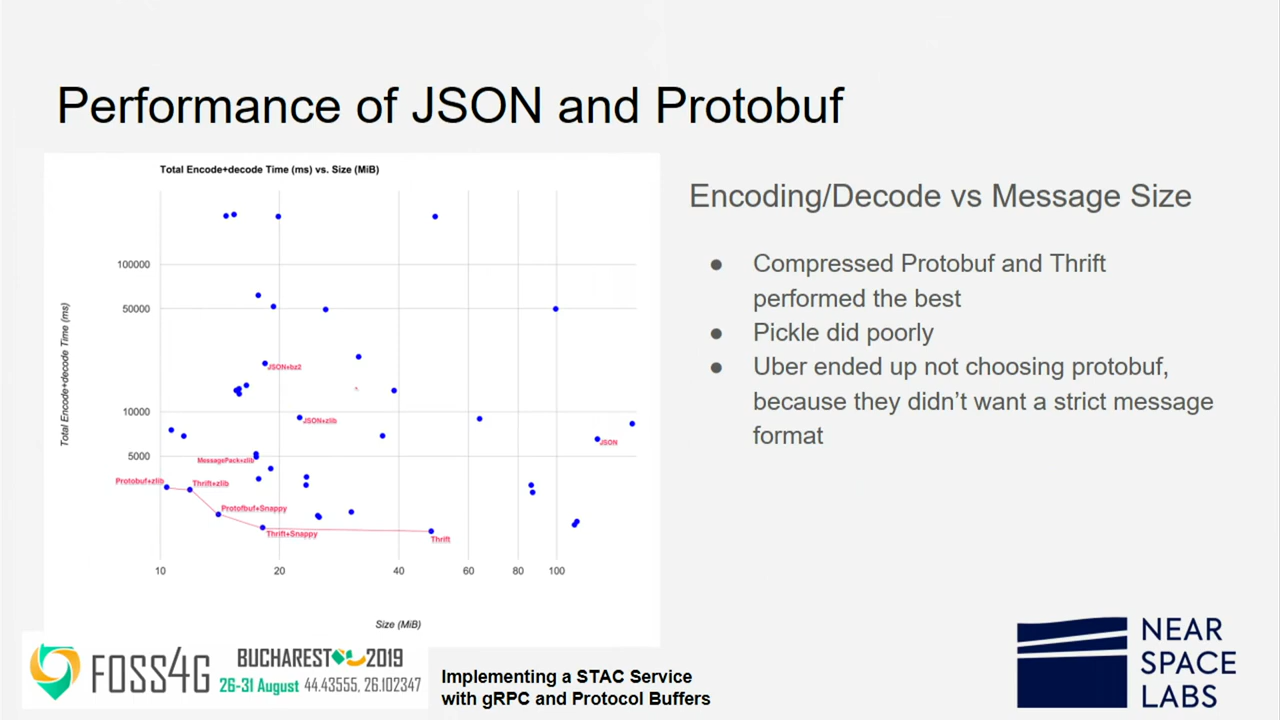 Performance of JSON and Protobuf
Total Encode+decode Time (ms) vs. Size (MiB)
Total Encode+decode Time (ms)
100000
50000
10000
5000
JSON+bz2
JSON+zlib
JSON
MessagePack+zlib
Protobuf+zlib
Thrift+zlib
Protofbuf+Snappy
Thrift+Snappy
Thrift
10
20
40
60
80
100
Size (MiB)
Encoding/Decode vs Message Size
● Compressed Protobuf and Thrift
performed the best
● Pickle did poorly
● Uber ended up not choosing protobuf,
because they didn't want a strict message
format
FOSS4G
BUCHAREST 2019
26-31 August 44.43555, 26.102347
Implementing a STAC Service
with gRPC and Protocol Buffers
NEAR
SPACE
LABS